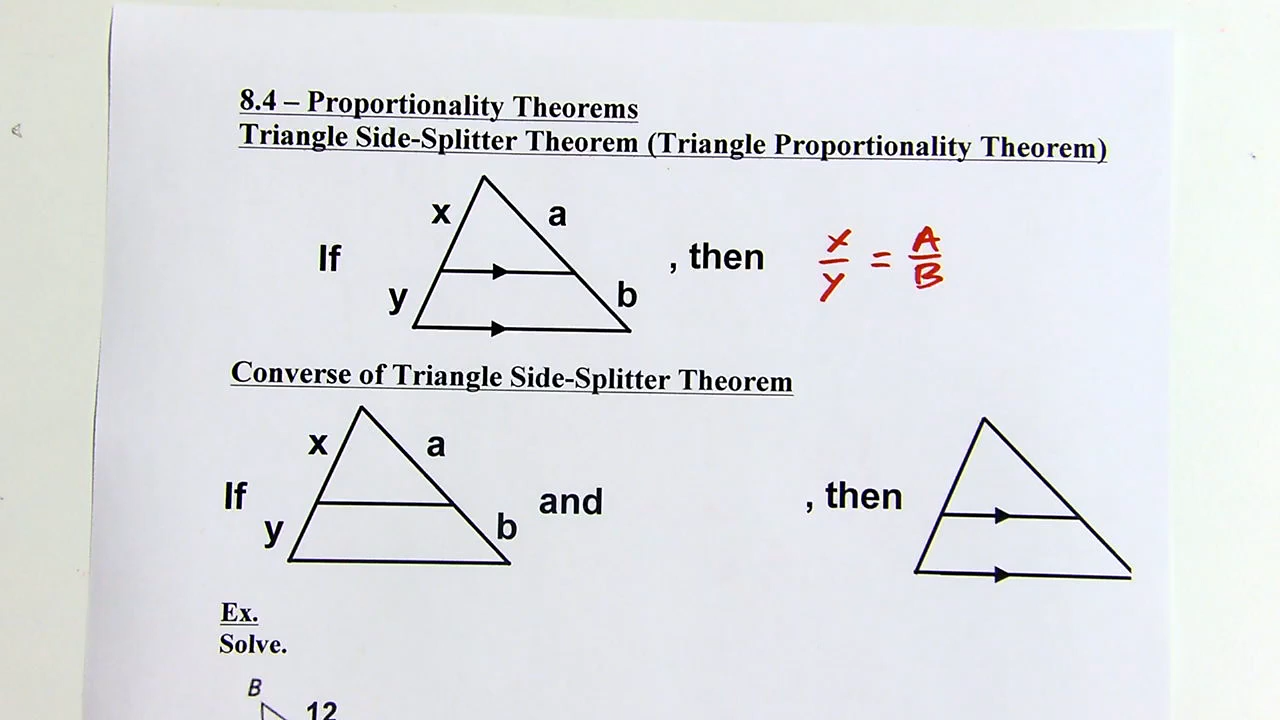 8.4 – Proportionality Theorems
Triangle Side-Splitter Theorem (Triangle Proportionality Theorem)
x a
If , then X/Y = A/B
y b
Converse of Triangle Side-Splitter Theorem
x a
If and , then
y b
Ex.
Solve.
B
12